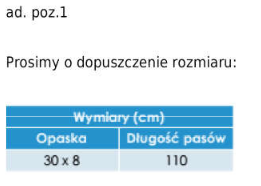 ad. poz.1
Prosimy o dopuszczenie rozmiaru:
Wymiary (cm)
Opaska Długość pasów
30 x 8 110